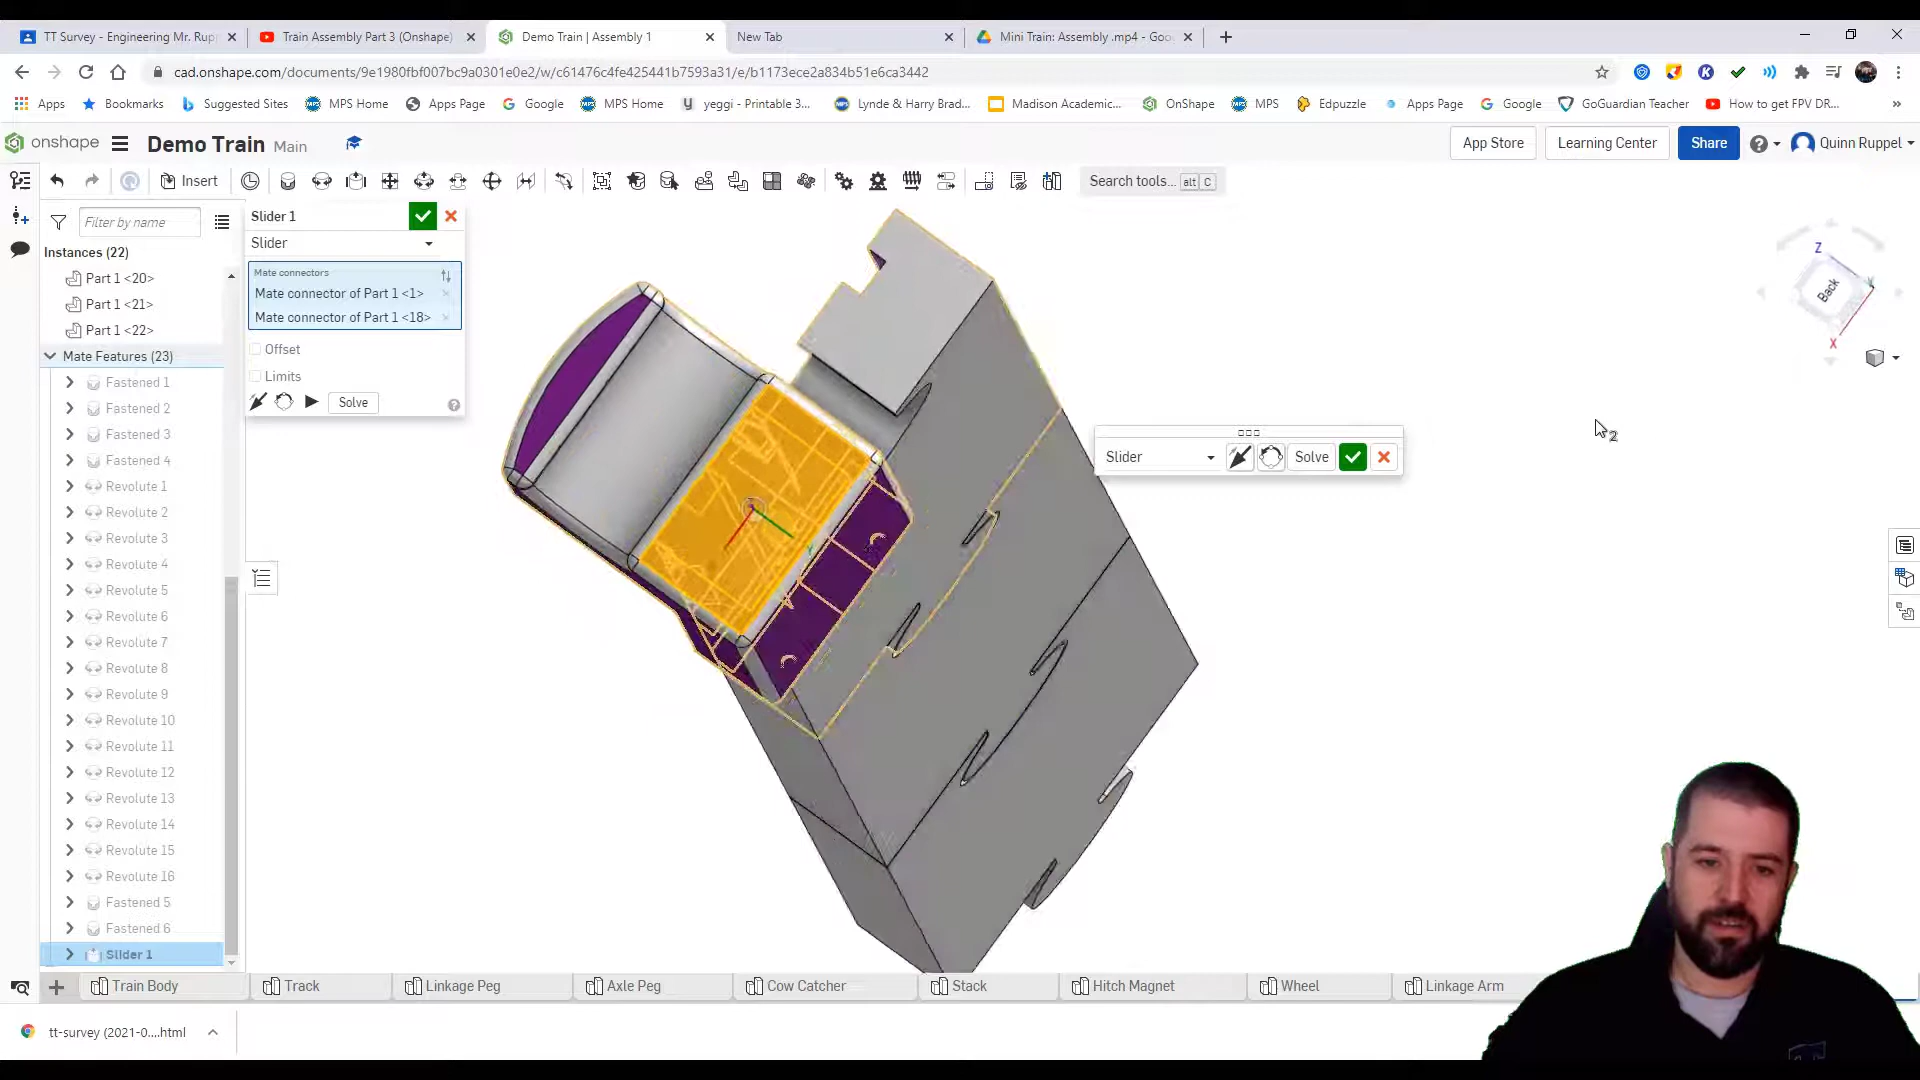 TT Survey - Engineering Mr. Rupp
Train Assembly Part 3 (Onshape)
Demo Train | Assembly 1
New Tab
Mini Train: Assembly .mp4 - Goo
cad.onshape.com/documents/9e1980fbf007bc9a0301e0e2/w/c61476c4fe425441b7593a31/e/b1173ece2a834b51e6ca3442
Apps
Bookmarks
Suggested Sites
MPS Home
Apps Page
Google
MPS Home
yeggi - Printable 3...
Lynde & Harry Brad...
Madison Academic...
OnShape
MPS
Edpuzzle
Apps Page
Google
GoGuardian Teacher
How to get FPV DR...
onshape
Demo Train
Main
App Store
Learning Center
Share
Quinn Ruppel
Insert
Search tools...
alt
C
Filter by name
Instances (22)
Part 1 <20>
Part 1 <21>
Part 1 <22>
Mate Features (23)
Fastened 1
Fastened 2
Fastened 3
Fastened 4
Revolute 1
Revolute 2
Revolute 3
Revolute 4
Revolute 5
Revolute 6
Revolute 7
Revolute 8
Revolute 9
Revolute 10
Revolute 11
Revolute 12
Revolute 13
Revolute 14
Revolute 15
Revolute 16
Fastened 5
Fastened 6
Slider 1
Slider 1
Slider
Mate connectors
Mate connector of Part 1 <1>
Mate connector of Part 1 <18>
Offset
Limits
Solve
Slider
Solve
Z
Back
X
Y
2
Train Body
Track
Linkage Peg
Axle Peg
Cow Catcher
Stack
Hitch Magnet
Wheel
Linkage Arm
tt-survey (2021-0....html